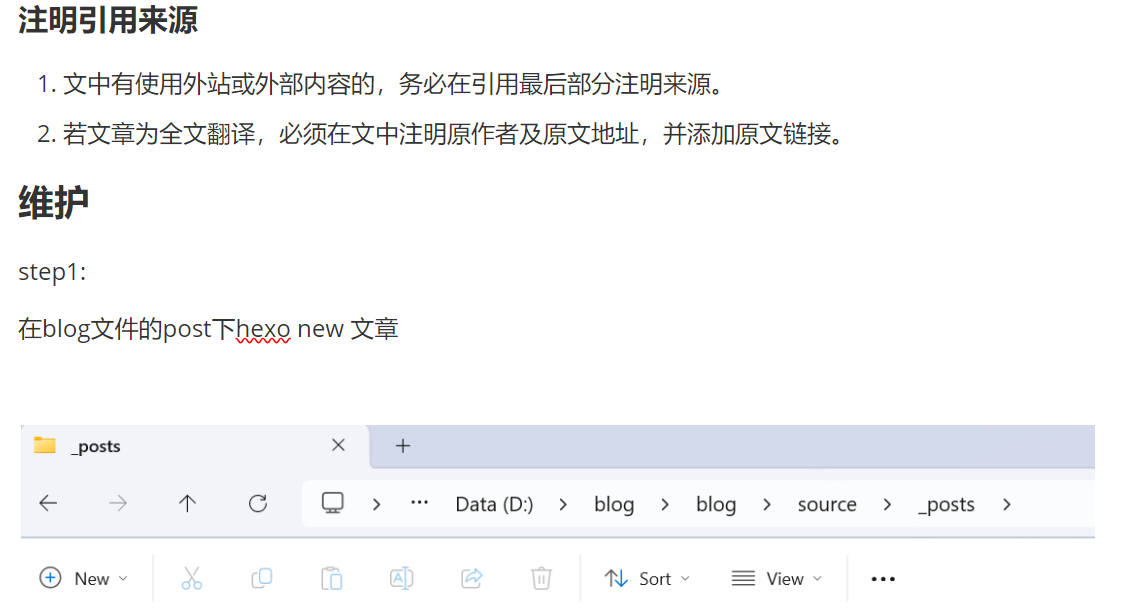 注明引用来源
1. 文中有使用外站或外部内容的，务必在引用最后部分注明来源。
2. 若文章为全文翻译，必须在文中注明原作者及原文地址，并添加原文链接。
维护
step1:
在blog文件的post下hexo new 文章
_posts
Data (D:) > blog > blog > source > _posts >
New Sort View